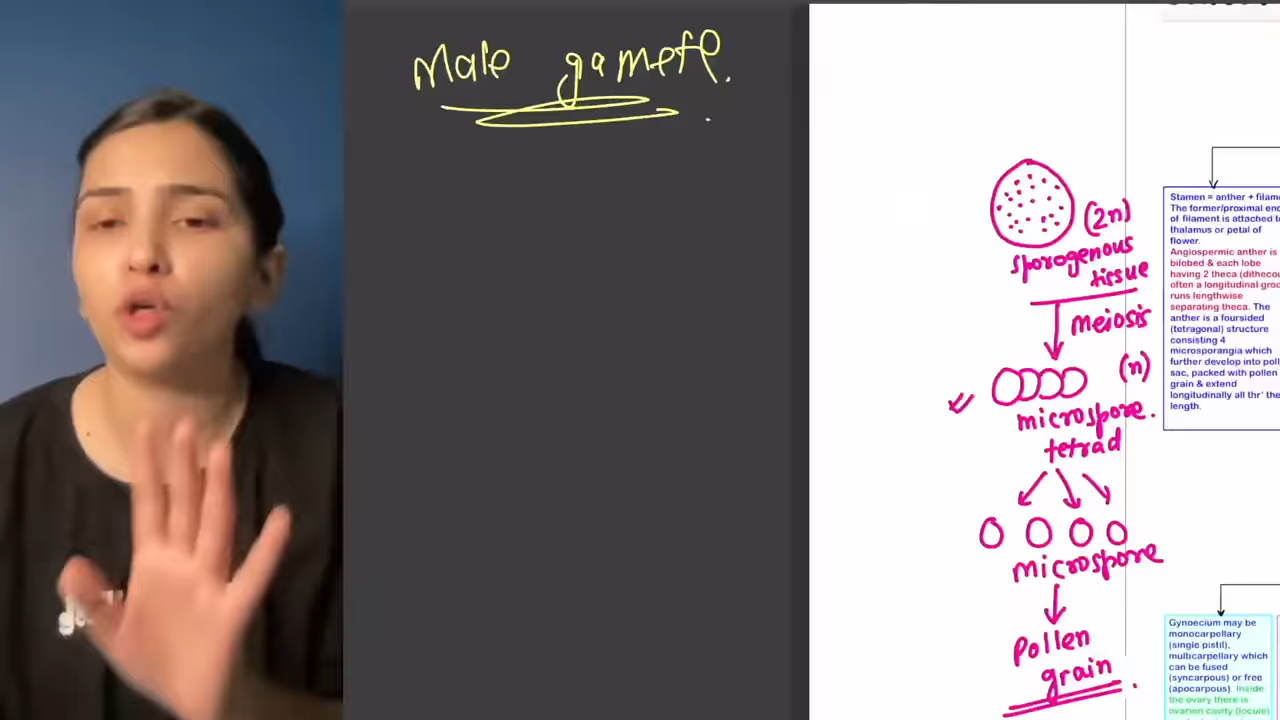 Male gamete.
(2n)
sporogenous
tissue
meiosis
(n)
microspore.
tetrad
microspore
pollen
grain
Stamen = anther + filame
The former/proximal end
of filament is attached to
thalamus or petal of
flower.
Angiospermic anther is
bilobed & each lobe
having 2 theca (dithecou
often a longitudinal groo
runs lengthwise
separating theca. The
anther is a foursided
(tetragonal) structure
consisting 4
microsporangia which
further develop into poll
sac, packed with pollen
grain & extend
longitudinally all thr' the
length.
Gynoecium may be
monocarpellary
(single pistil),
multicarpellary which
can be fused
(syncarpous) or free
(apocarpous). Inside
the ovary there is
ovarian cavity (locule)